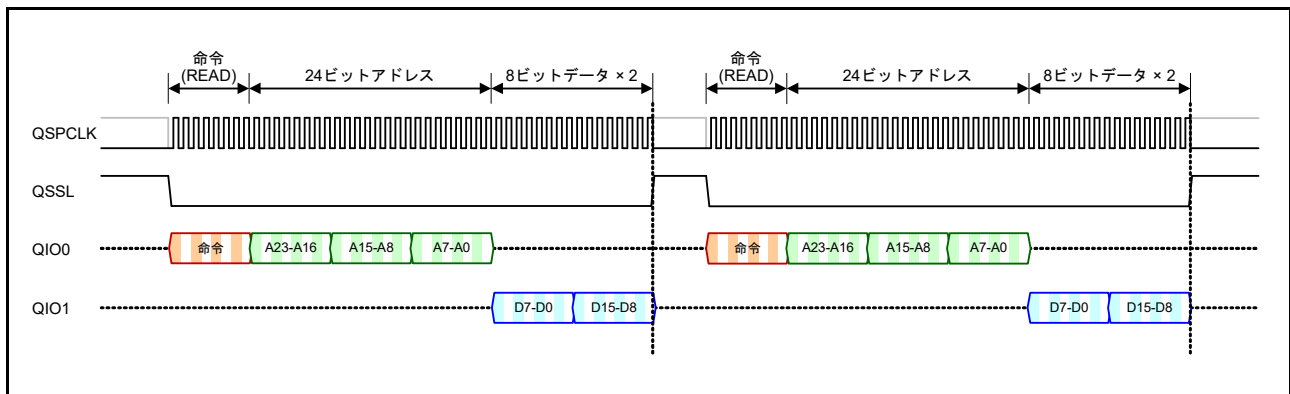 命令
(READ)
24ビットアドレス
8ビットデータ × 2
命令
(READ)
24ビットアドレス
8ビットデータ × 2
QSPCLK
QSSL
QIO0
命令
A23-A16
A15-A8
A7-A0
命令
A23-A16
A15-A8
A7-A0
QIO1
D7-D0
D15-D8
D7-D0
D15-D8